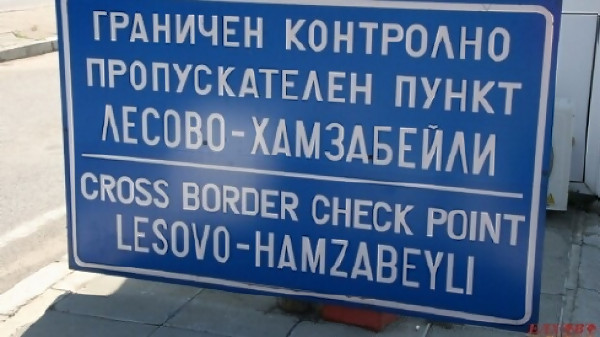 ГРАНИЧЕН КОНТРОЛНО
ПРОПУСКАТЕЛЕН ПУНКТ
ЛЕСОВО-ХАМЗАБЕЙЛИ
CROSS BORDER CHECK POINT
LESOVO-HAMZABEYLI